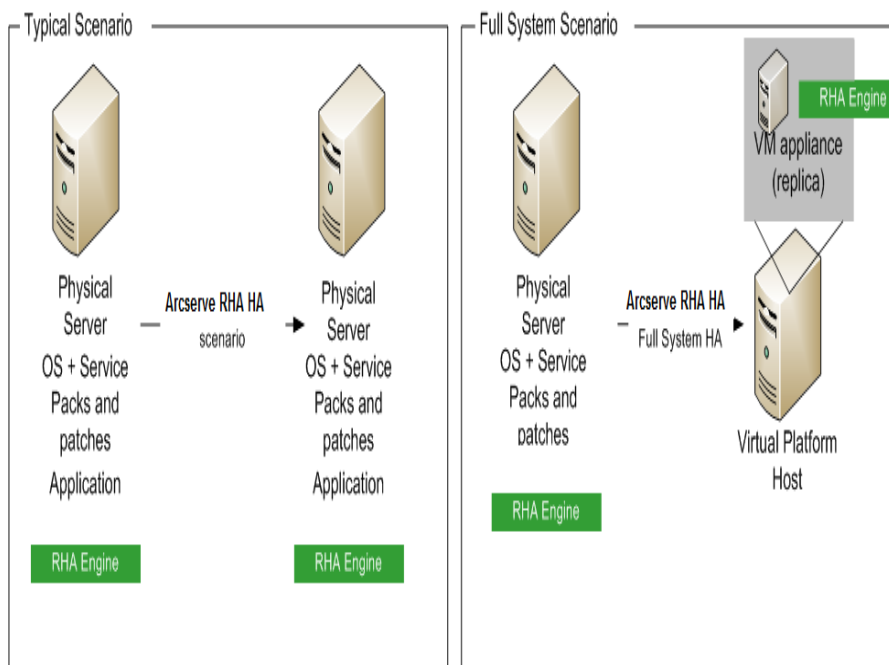 Typical Scenario
Physical
Server
OS + Service
Packs and
patches
Application
RHA Engine
Arcserve RHA HA
scenario
Physical
Server
OS + Service
Packs and
patches
Application
RHA Engine
Full System Scenario
Physical
Server
OS + Service
Packs and
patches
RHA Engine
Arcserve RHA HA
Full System HA
RHA Engine
VM appliance
(replica)
Virtual Platform
Host